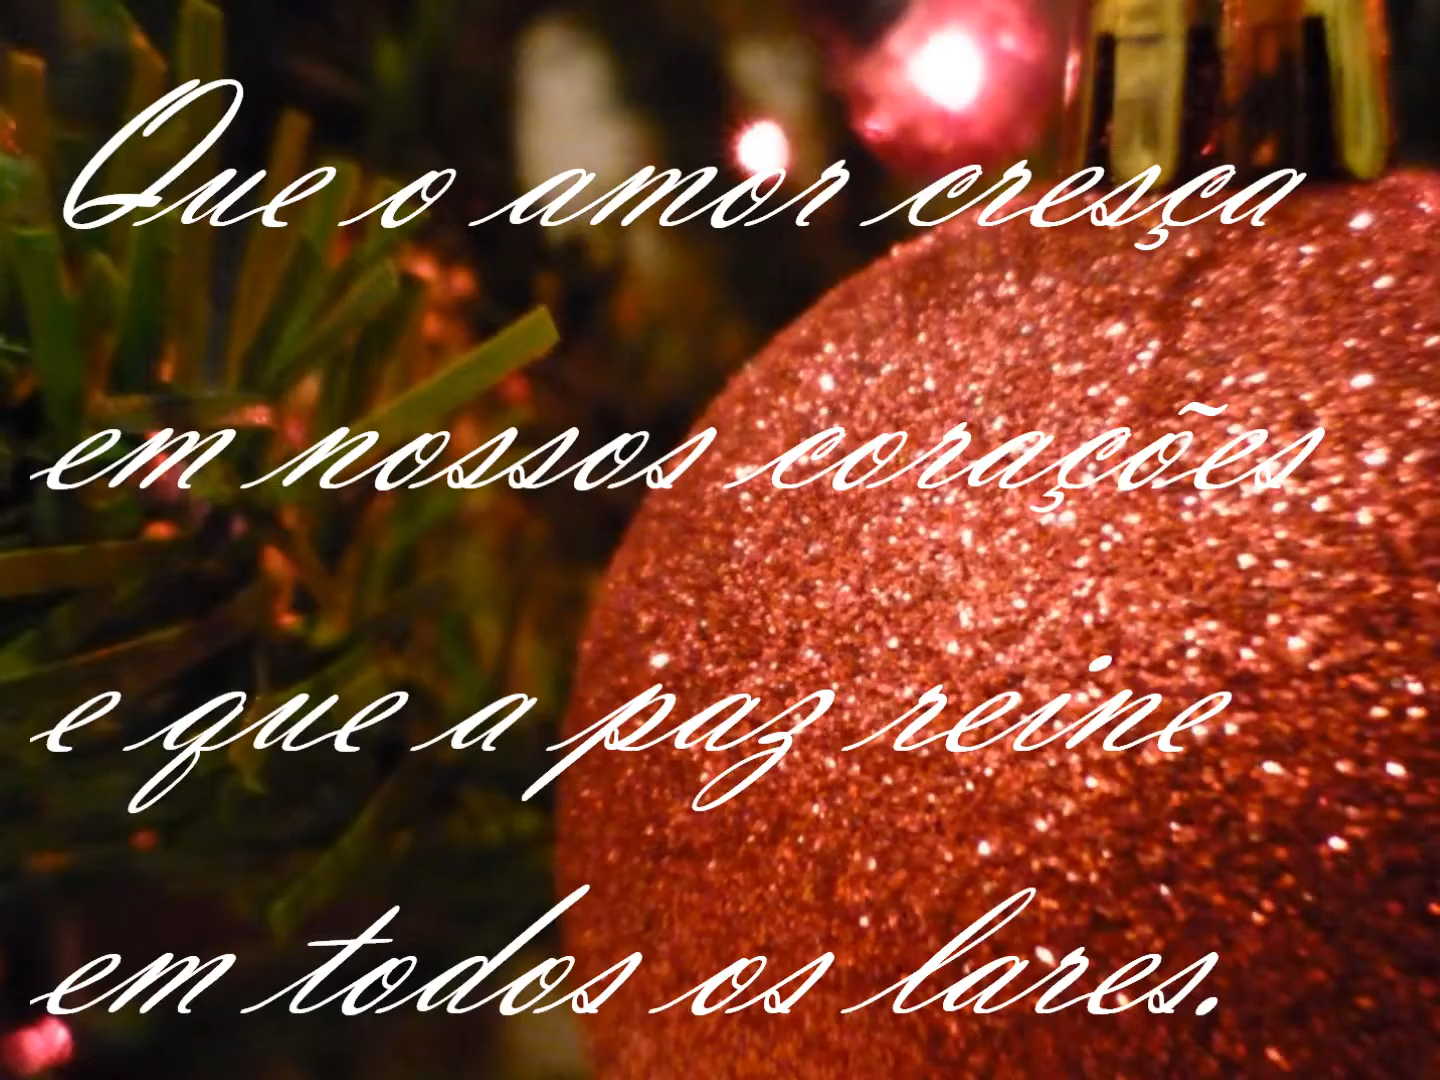 Que o amor cresça
em nossos corações
e que a paz reine
em todos os lares.